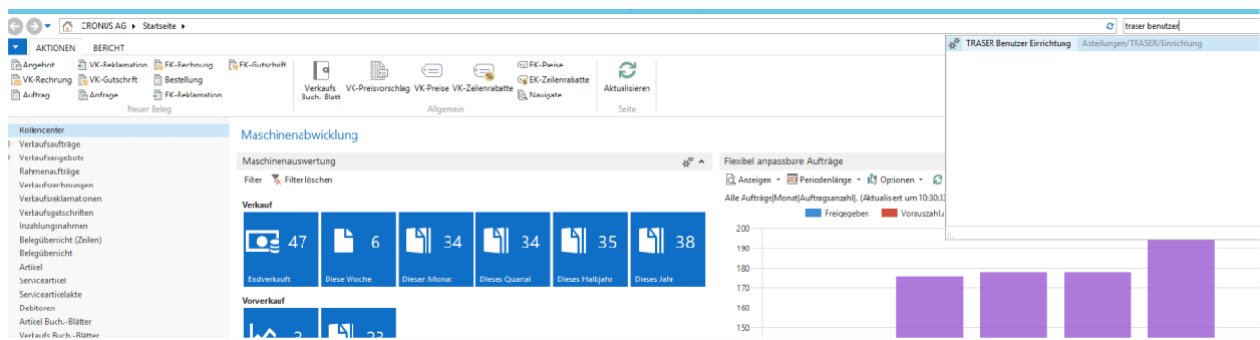 CRONUS AG ▸ Startseite ▸
traser benutzer
TRASER Benutzer Einrichtung Abteilungen/TRASER/Einrichtung
AKTIONEN BERICHT
Angebot VK-Reklamation EK-Rechnung EK-Gutschrift
VK-Rechnung VK-Gutschrift Bestellung
Auftrag Anfrage EK-Reklamation
Neuer Beleg
Verkaufs Buch.-Blatt
VK-Preisvorschlag VK-Preise VK-Zeilenrabatte
EK-Preise
EK-Zeilenrabatte
Navigate
Allgemein
Aktualisieren
Seite
Rollencenter
Verkaufsaufträge
Verkaufsangebote
Rahmenaufträge
Verkaufsrechnungen
Verkaufsreklamationen
Verkaufsgutschriften
Inzahlungnahmen
Belegübersicht (Zeilen)
Belegübersicht
Artikel
Serviceartikel
Serviceartikelakte
Debitoren
Artikel Buch.-Blätter
Verkaufs Buch.-Blätter
Maschinenabwicklung
Maschinenauswertung
Filter Filter löschen
Verkauf
47 6 34 34 35 38
Endverkauft Diese Woche Dieser Monat Dieses Quartal Dieses Halbjahr Dieses Jahr
Vorverkauf
3 23
Flexibel anpassbare Aufträge
Anzeigen Periodenlänge Optionen
Alle Aufträge|Monat|Auftragsanzahl|. (Aktualisiert um 10:30:13
Freigegeben Vorauszahlu
200
190
180
170
160
150